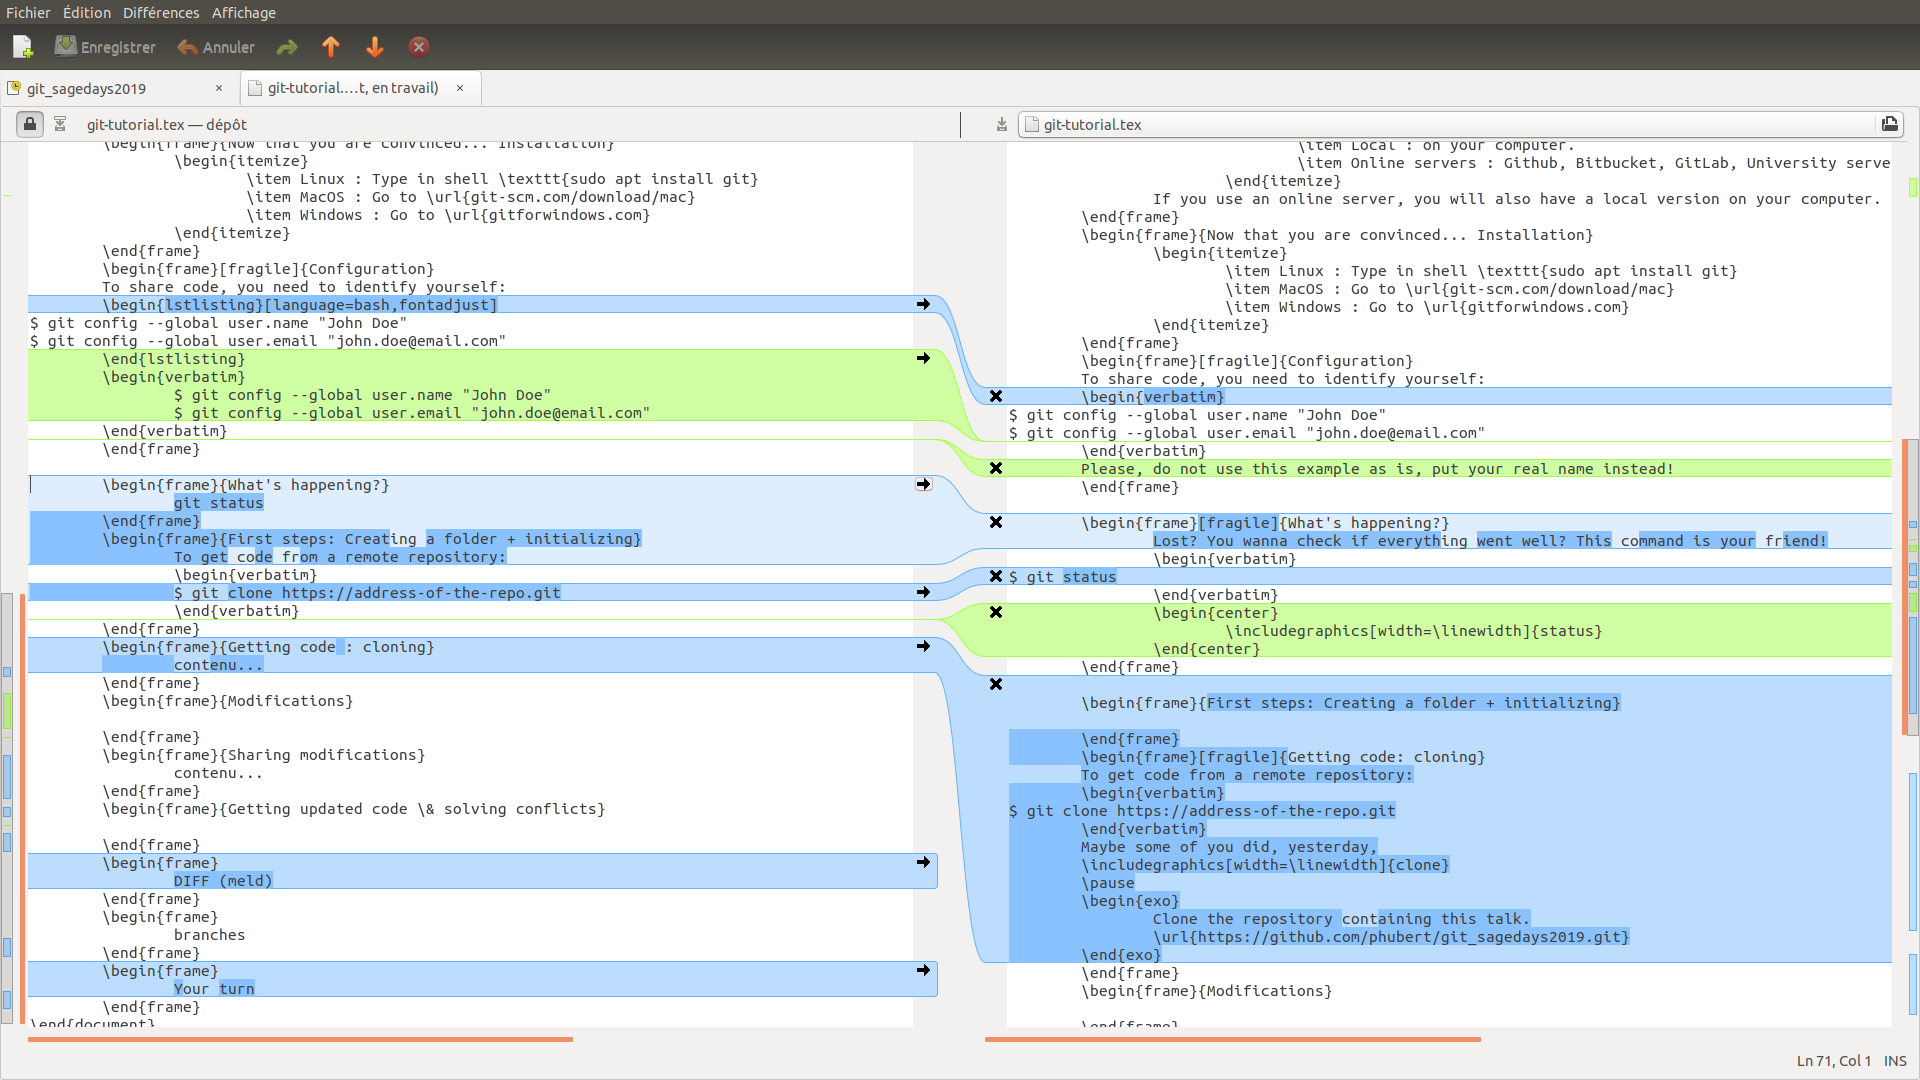 Fichier Édition Différences Affichage
Enregistrer Annuler
git_sagedays2019 ×
git-tutorial.…t, en travail) ×
git-tutorial.tex — dépôt
\begin{frame}{Now that you are convinced... Installation}
\begin{itemize}
\item Linux : Type in shell \texttt{sudo apt install git}
\item MacOS : Go to \url{git-scm.com/download/mac}
\item Windows : Go to \url{gitforwindows.com}
\end{itemize}
\end{frame}
\begin{frame}[fragile]{Configuration}
To share code, you need to identify yourself:
\begin{lstlisting}[language=bash,fontadjust]
$ git config --global user.name "John Doe"
$ git config --global user.email "john.doe@email.com"
\end{lstlisting}
\begin{verbatim}
$ git config --global user.name "John Doe"
$ git config --global user.email "john.doe@email.com"
\end{verbatim}
\end{frame}
\begin{frame}{What's happening?}
git status
\end{frame}
\begin{frame}{First steps: Creating a folder + initializing}
To get code from a remote repository:
\begin{verbatim}
$ git clone https://address-of-the-repo.git
\end{verbatim}
\end{frame}
\begin{frame}{Getting code : cloning}
contenu...
\end{frame}
\begin{frame}{Modifications}
\end{frame}
\begin{frame}{Sharing modifications}
contenu...
\end{frame}
\begin{frame}{Getting updated code \& solving conflicts}
\end{frame}
\begin{frame}
DIFF (meld)
\end{frame}
\begin{frame}
branches
\end{frame}
\begin{frame}
Your turn
\end{frame}
\end{document}
git-tutorial.tex
\item Local : on your computer.
\item Online servers : Github, Bitbucket, GitLab, University serve
\end{itemize}
If you use an online server, you will also have a local version on your computer.
\end{frame}
\begin{frame}{Now that you are convinced... Installation}
\begin{itemize}
\item Linux : Type in shell \texttt{sudo apt install git}
\item MacOS : Go to \url{git-scm.com/download/mac}
\item Windows : Go to \url{gitforwindows.com}
\end{itemize}
\end{frame}
\begin{frame}[fragile]{Configuration}
To share code, you need to identify yourself:
\begin{verbatim}
$ git config --global user.name "John Doe"
$ git config --global user.email "john.doe@email.com"
\end{verbatim}
Please, do not use this example as is, put your real name instead!
\end{frame}
\begin{frame}[fragile]{What's happening?}
Lost? You wanna check if everything went well? This command is your friend!
\begin{verbatim}
$ git status
\end{verbatim}
\begin{center}
\includegraphics[width=\linewidth]{status}
\end{center}
\end{frame}
\begin{frame}{First steps: Creating a folder + initializing}
\end{frame}
\begin{frame}[fragile]{Getting code: cloning}
To get code from a remote repository:
\begin{verbatim}
$ git clone https://address-of-the-repo.git
\end{verbatim}
Maybe some of you did, yesterday,
\includegraphics[width=\linewidth]{clone}
\pause
\begin{exo}
Clone the repository containing this talk.
\url{https://github.com/phubert/git_sagedays2019.git}
\end{exo}
\end{frame}
\begin{frame}{Modifications}
\end{frame}
Ln 71, Col 1 INS